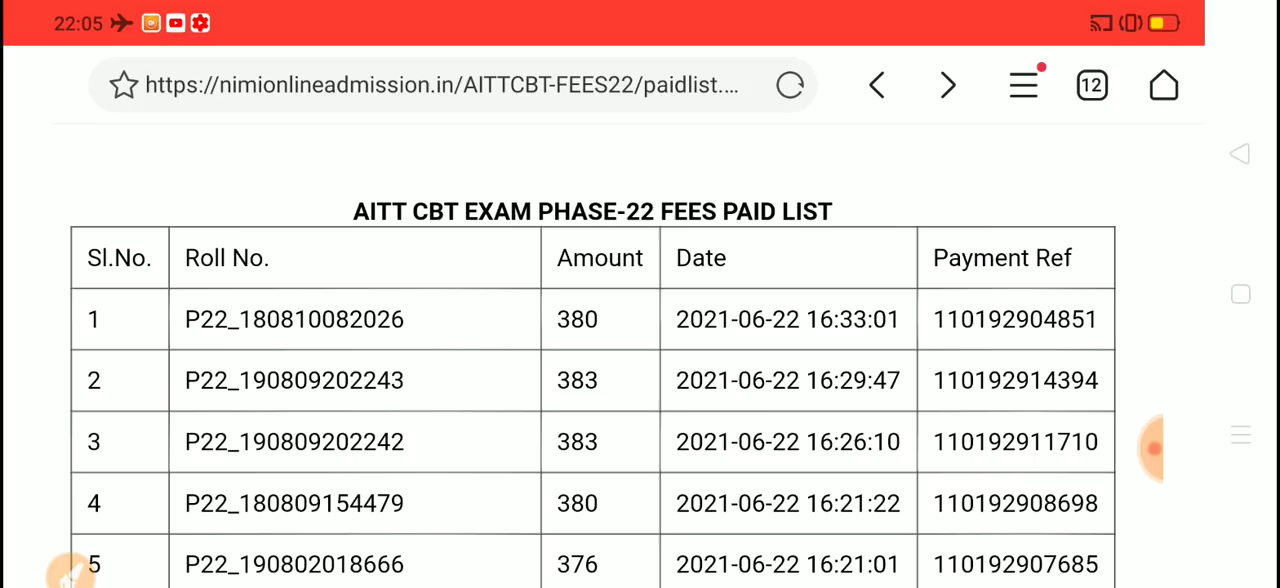 22:05
https://nimionlineadmission.in/AITTCBT-FEES22/paidlist.... 12
AITT CBT EXAM PHASE-22 FEES PAID LIST
Sl.No. Roll No. Amount Date Payment Ref
1 P22_180810082026 380 2021-06-22 16:33:01 110192904851
2 P22_190809202243 383 2021-06-22 16:29:47 110192914394
3 P22_190809202242 383 2021-06-22 16:26:10 110192911710
4 P22_180809154479 380 2021-06-22 16:21:22 110192908698
5 P22_190802018666 376 2021-06-22 16:21:01 110192907685